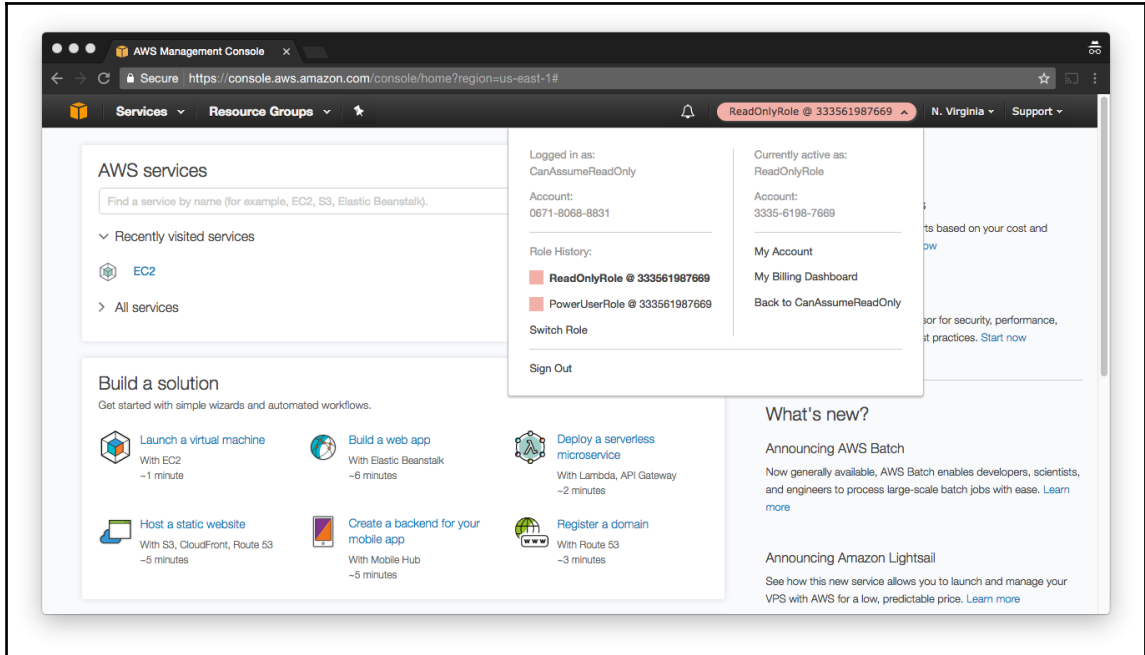 AWS Management Console
Secure https://console.aws.amazon.com/console/home?region=us-east-1#
Services Resource Groups ReadOnlyRole @ 333561987669 N. Virginia Support
AWS services
Find a service by name (for example, EC2, S3, Elastic Beanstalk).
Recently visited services
EC2
All services
Logged in as:
CanAssumeReadOnly
Account:
0671-8068-8831
Role History:
ReadOnlyRole @ 333561987669
PowerUserRole @ 333561987669
Switch Role
Currently active as:
ReadOnlyRole
Account:
3335-6198-7669
My Account
My Billing Dashboard
Back to CanAssumeReadOnly
Sign Out
based on your cost and
security, performance,
practices. Start now
Build a solution
Get started with simple wizards and automated workflows.
Launch a virtual machine
With EC2
~1 minute
Build a web app
With Elastic Beanstalk
~6 minutes
Deploy a serverless
microservice
With Lambda, API Gateway
~2 minutes
Host a static website
With S3, CloudFront, Route 53
~5 minutes
Create a backend for your
mobile app
With Mobile Hub
~5 minutes
Register a domain
With Route 53
~3 minutes
What's new?
Announcing AWS Batch
Now generally available, AWS Batch enables developers, scientists,
and engineers to process large-scale batch jobs with ease. Learn
more
Announcing Amazon Lightsail
See how this new service allows you to launch and manage your
VPS with AWS for a low, predictable price. Learn more